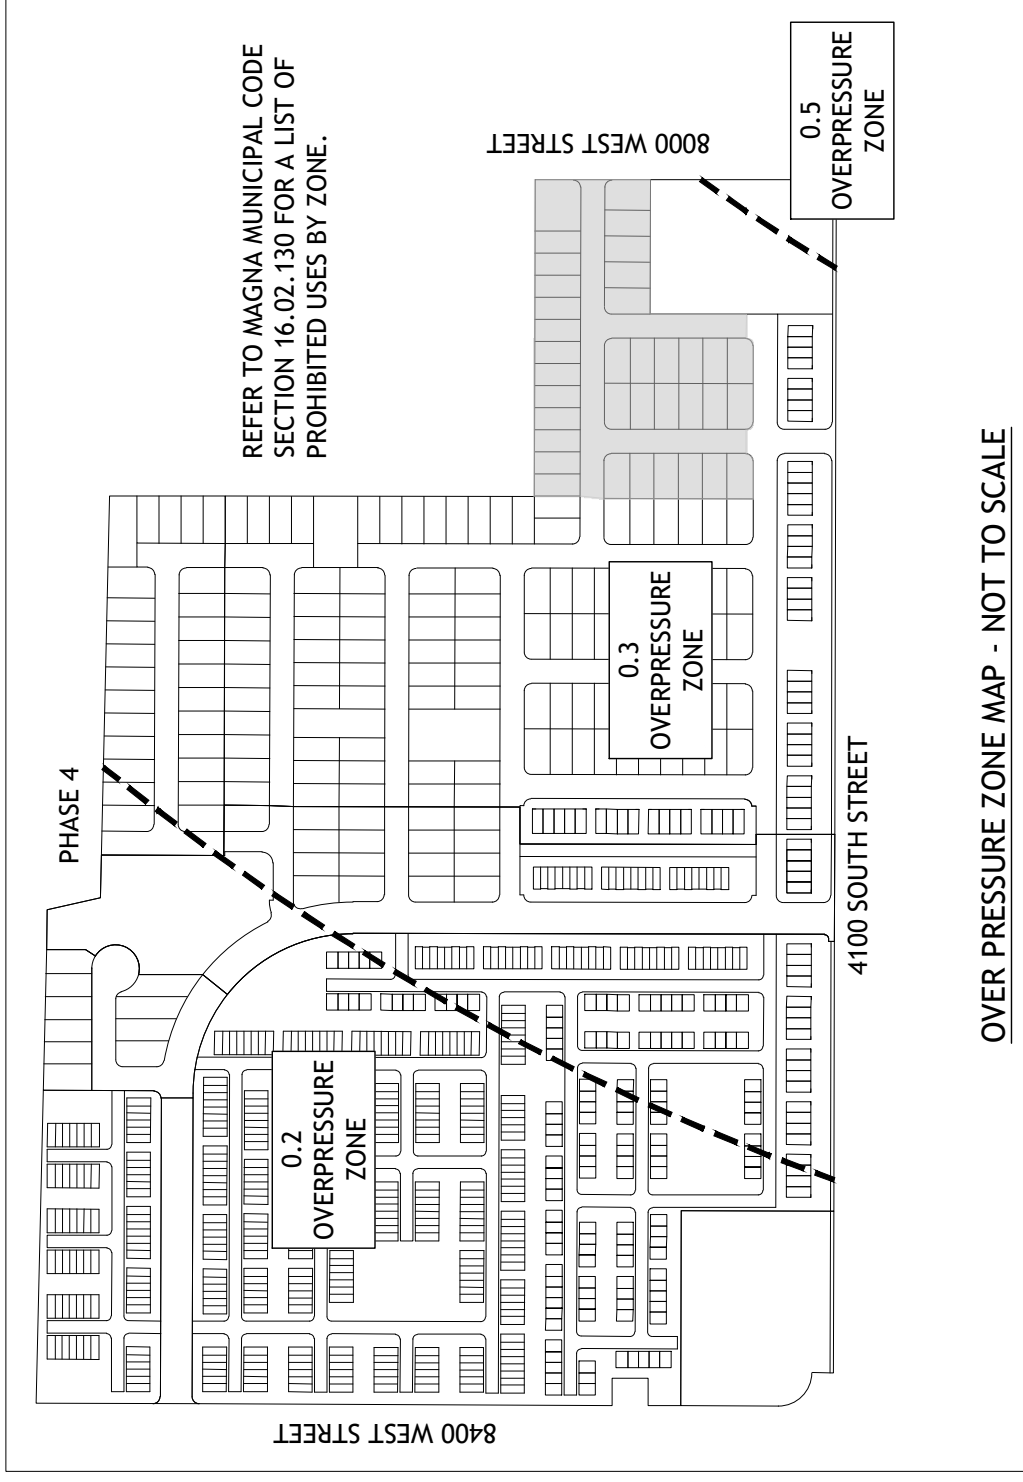 REFER TO MAGNA MUNICIPAL CODE
SECTION 16.02.130 FOR A LIST OF
PROHIBITED USES BY ZONE.
PHASE 4
8400 WEST STREET
8000 WEST STREET
0.2
OVERPRESSURE
ZONE
0.3
OVERPRESSURE
ZONE
0.5
OVERPRESSURE
ZONE
4100 SOUTH STREET
OVER PRESSURE ZONE MAP - NOT TO SCALE